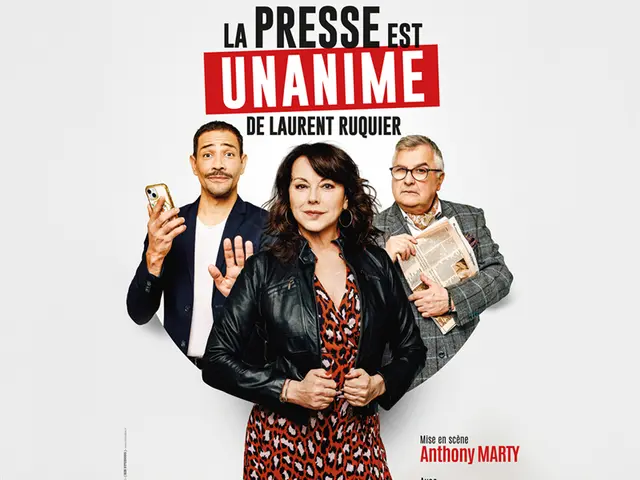 LA PRESSE EST
UNANIME
DE LAURENT RUQUIER
Mise en scène
Anthony MARTY